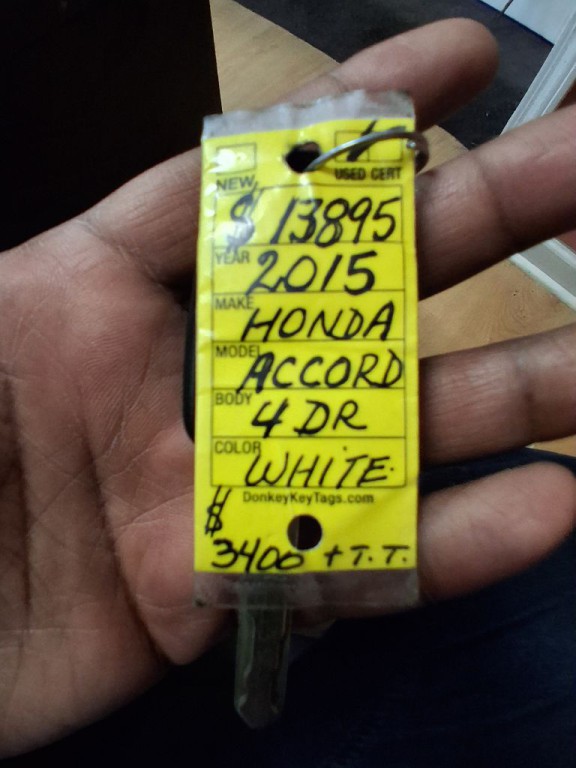 NEW
USED CERT
$ 13895
YEAR 2015
MAKE HONDA
MODEL ACCORD
BODY 4 DR
COLOR WHITE.
DonkeyKeyTags.com
$
3400 + T.T.